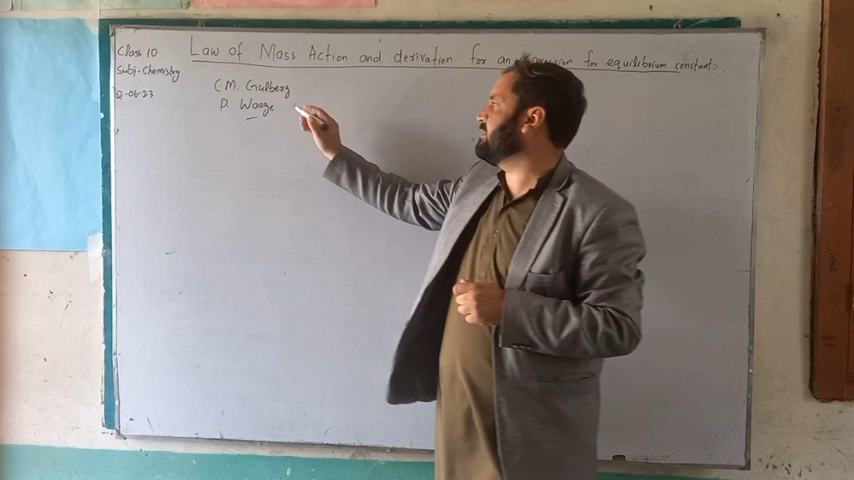 Class 10
Subj-Chemistry
-06-23
Law of Mass Action and derivation for an expression for equilibrium constant:-
C.M. Gulberg
P. Waage